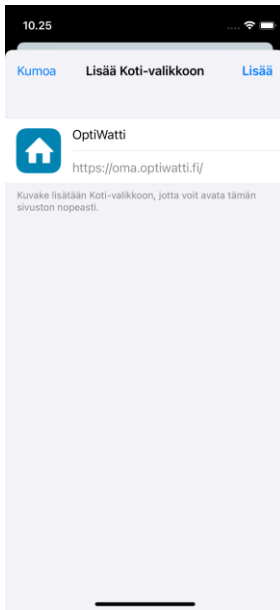 10.25
Kumoa Lisää Koti-valikkoon Lisää
OptiWatti
https://oma.optiwatti.fi/
Kuvake lisätään Koti-valikkoon, jotta voit avata tämän
sivuston nopeasti.